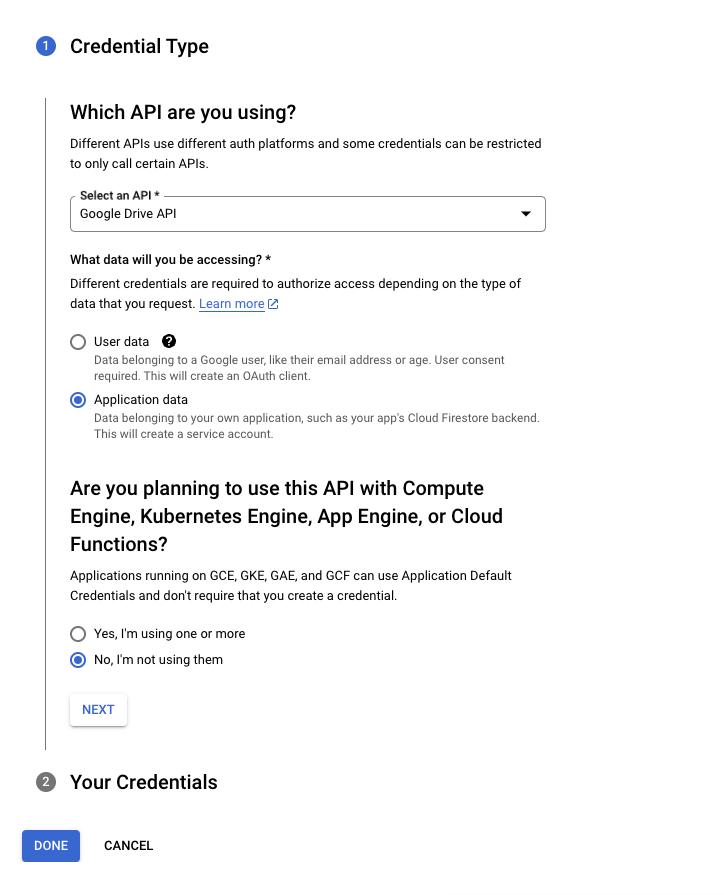 1 Credential Type
Which API are you using?
Different APIs use different auth platforms and some credentials can be restricted
to only call certain APIs.
Select an API *
Google Drive API
What data will you be accessing? *
Different credentials are required to authorize access depending on the type of
data that you request. Learn more
User data ?
Data belonging to a Google user, like their email address or age. User consent
required. This will create an OAuth client.
Application data
Data belonging to your own application, such as your app's Cloud Firestore backend.
This will create a service account.
Are you planning to use this API with Compute
Engine, Kubernetes Engine, App Engine, or Cloud
Functions?
Applications running on GCE, GKE, GAE, and GCF can use Application Default
Credentials and don't require that you create a credential.
Yes, I'm using one or more
No, I'm not using them
NEXT
2 Your Credentials
DONE CANCEL